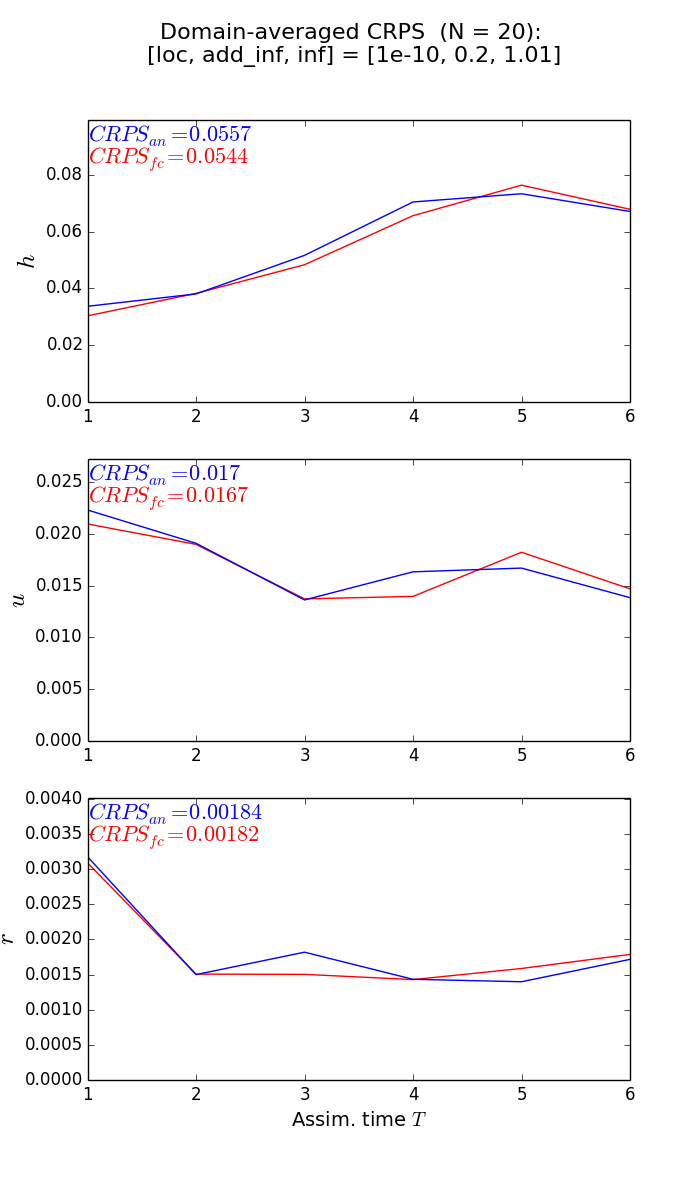 Domain-averaged CRPS (N = 20):
[loc, add_inf, inf] = [1e-10, 0.2, 1.01]
CRPS_an = 0.0557
CRPS_fc = 0.0544
0.08
0.06
0.04
0.02
0.00
h
1 2 3 4 5 6
CRPS_an = 0.017
CRPS_fc = 0.0167
0.025
0.020
0.015
0.010
0.005
0.000
u
1 2 3 4 5 6
0.0040
CRPS_an = 0.00184
0.0035
CRPS_fc = 0.00182
0.0030
0.0025
0.0020
0.0015
0.0010
0.0005
0.0000
r
1 2 3 4 5 6
Assim. time T